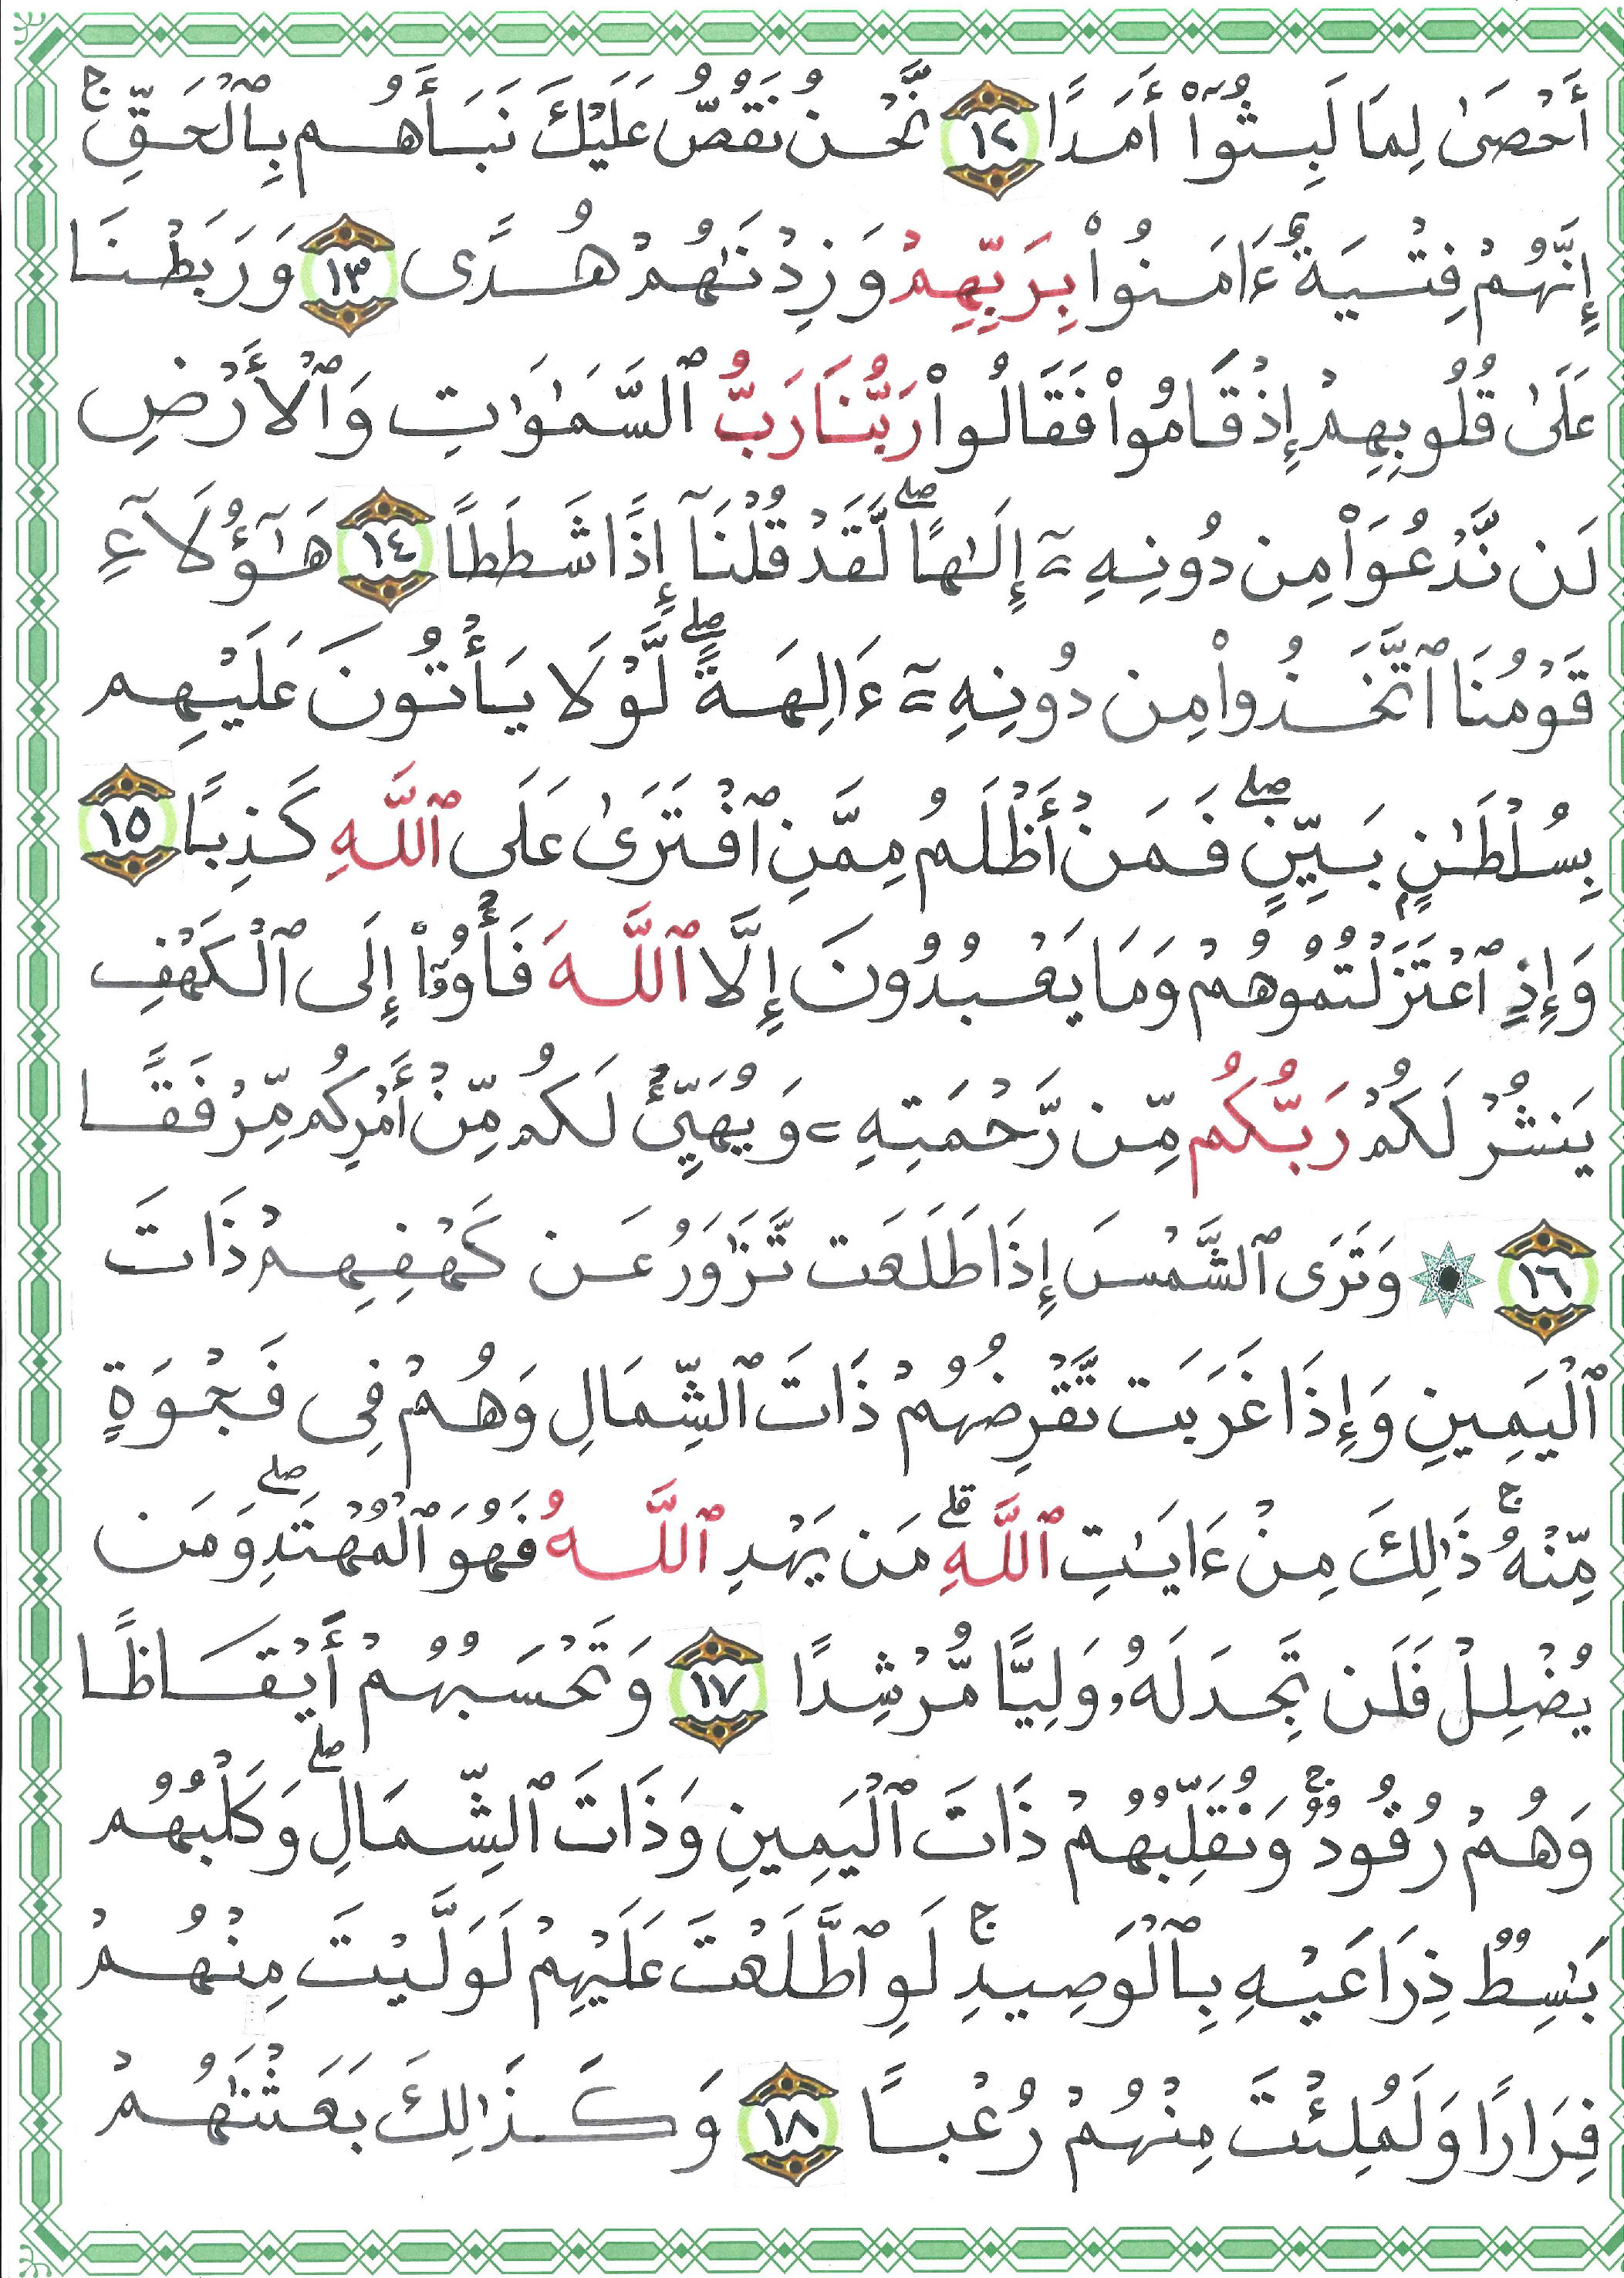 أَحْصَىٰ لِمَا لَبِثُوٓا۟ أَمَدًا ١٢ نَّحْنُ نَقُصُّ عَلَيْكَ نَبَأَهُم بِٱلْحَقِّ ۚ
إِنَّهُمْ فِتْيَةٌ ءَامَنُوا۟ بِرَبِّهِمْ وَزِدْنَٰهُمْ هُدًى ١٣ وَرَبَطْنَا
عَلَىٰ قُلُوبِهِمْ إِذْ قَامُوا۟ فَقَالُوا۟ رَبُّنَا رَبُّ ٱلسَّمَٰوَٰتِ وَٱلْأَرْضِ
لَن نَّدْعُوَا۟ مِن دُونِهِۦٓ إِلَٰهًا ۖ لَّقَدْ قُلْنَآ إِذًا شَطَطًا ١٤ هَٰٓؤُلَآءِ
قَوْمُنَا ٱتَّخَذُوا۟ مِن دُونِهِۦٓ ءَالِهَةً ۖ لَّوْلَا يَأْتُونَ عَلَيْهِم
بِسُلْطَٰنٍۭ بَيِّنٍ ۖ فَمَنْ أَظْلَمُ مِمَّنِ ٱفْتَرَىٰ عَلَى ٱللَّهِ كَذِبًا ١٥
وَإِذِ ٱعْتَزَلْتُمُوهُمْ وَمَا يَعْبُدُونَ إِلَّا ٱللَّهَ فَأْوُۥٓا۟ إِلَى ٱلْكَهْفِ
يَنشُرْ لَكُمْ رَبُّكُم مِّن رَّحْمَتِهِۦ وَيُهَيِّئْ لَكُم مِّنْ أَمْرِكُم مِّرْفَقًا
١٦ ۞ وَتَرَى ٱلشَّمْسَ إِذَا طَلَعَت تَّزَٰوَرُ عَن كَهْفِهِمْ ذَاتَ
ٱلْيَمِينِ وَإِذَا غَرَبَت تَّقْرِضُهُمْ ذَاتَ ٱلشِّمَالِ وَهُمْ فِى فَجْوَةٍ
مِّنْهُ ۚ ذَٰلِكَ مِنْ ءَايَٰتِ ٱللَّهِ ۗ مَن يَهْدِ ٱللَّهُ فَهُوَ ٱلْمُهْتَدِ ۖ وَمَن
يُضْلِلْ فَلَن تَجِدَ لَهُۥ وَلِيًّا مُّرْشِدًا ١٧ وَتَحْسَبُهُمْ أَيْقَاظًا
وَهُمْ رُقُودٌ ۚ وَنُقَلِّبُهُمْ ذَاتَ ٱلْيَمِينِ وَذَاتَ ٱلشِّمَالِ ۖ وَكَلْبُهُم
بَٰسِطٌ ذِرَاعَيْهِ بِٱلْوَصِيدِ ۚ لَوِ ٱطَّلَعْتَ عَلَيْهِمْ لَوَلَّيْتَ مِنْهُمْ
فِرَارًا وَلَمُلِئْتَ مِنْهُمْ رُعْبًا ١٨ وَكَذَٰلِكَ بَعَثْنَٰهُمْ